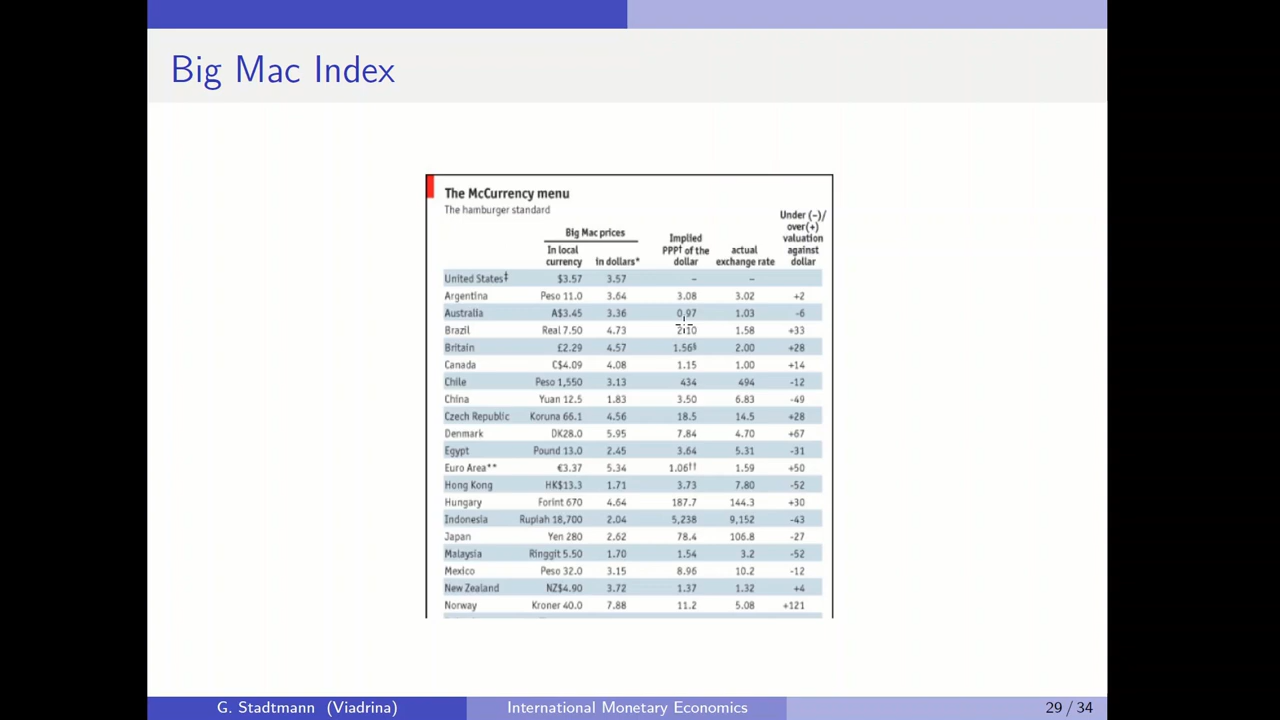 Big Mac Index
The McCurrency menu
The hamburger standard
Under (–)/
over(+)
valuation
against
dollar
Big Mac prices
In local
currency
in dollars*
Implied
PPP† of the
dollar
actual
exchange rate
United States‡ $3.57 3.57 – –
Argentina Peso 11.0 3.64 3.08 3.02 +2
Australia A$3.45 3.36 0.97 1.03 -6
Brazil Real 7.50 4.73 2.10 1.58 +33
Britain £2.29 4.57 1.56§ 2.00 +28
Canada C$4.09 4.08 1.15 1.00 +14
Chile Peso 1,550 3.13 434 494 -12
China Yuan 12.5 1.83 3.50 6.83 -49
Czech Republic Koruna 66.1 4.56 18.5 14.5 +28
Denmark DK28.0 5.95 7.84 4.70 +67
Egypt Pound 13.0 2.45 3.64 5.31 -31
Euro Area** €3.37 5.34 1.06†† 1.59 +50
Hong Kong HK$13.3 1.71 3.73 7.80 -52
Hungary Forint 670 4.64 187.7 144.3 +30
Indonesia Rupiah 18,700 2.04 5,238 9,152 -43
Japan Yen 280 2.62 78.4 106.8 -27
Malaysia Ringgit 5.50 1.70 1.54 3.2 -52
Mexico Peso 32.0 3.15 8.96 10.2 -12
New Zealand NZ$4.90 3.72 1.37 1.32 +4
Norway Kroner 40.0 7.88 11.2 5.08 +121
G. Stadtmann (Viadrina) International Monetary Economics 29 / 34